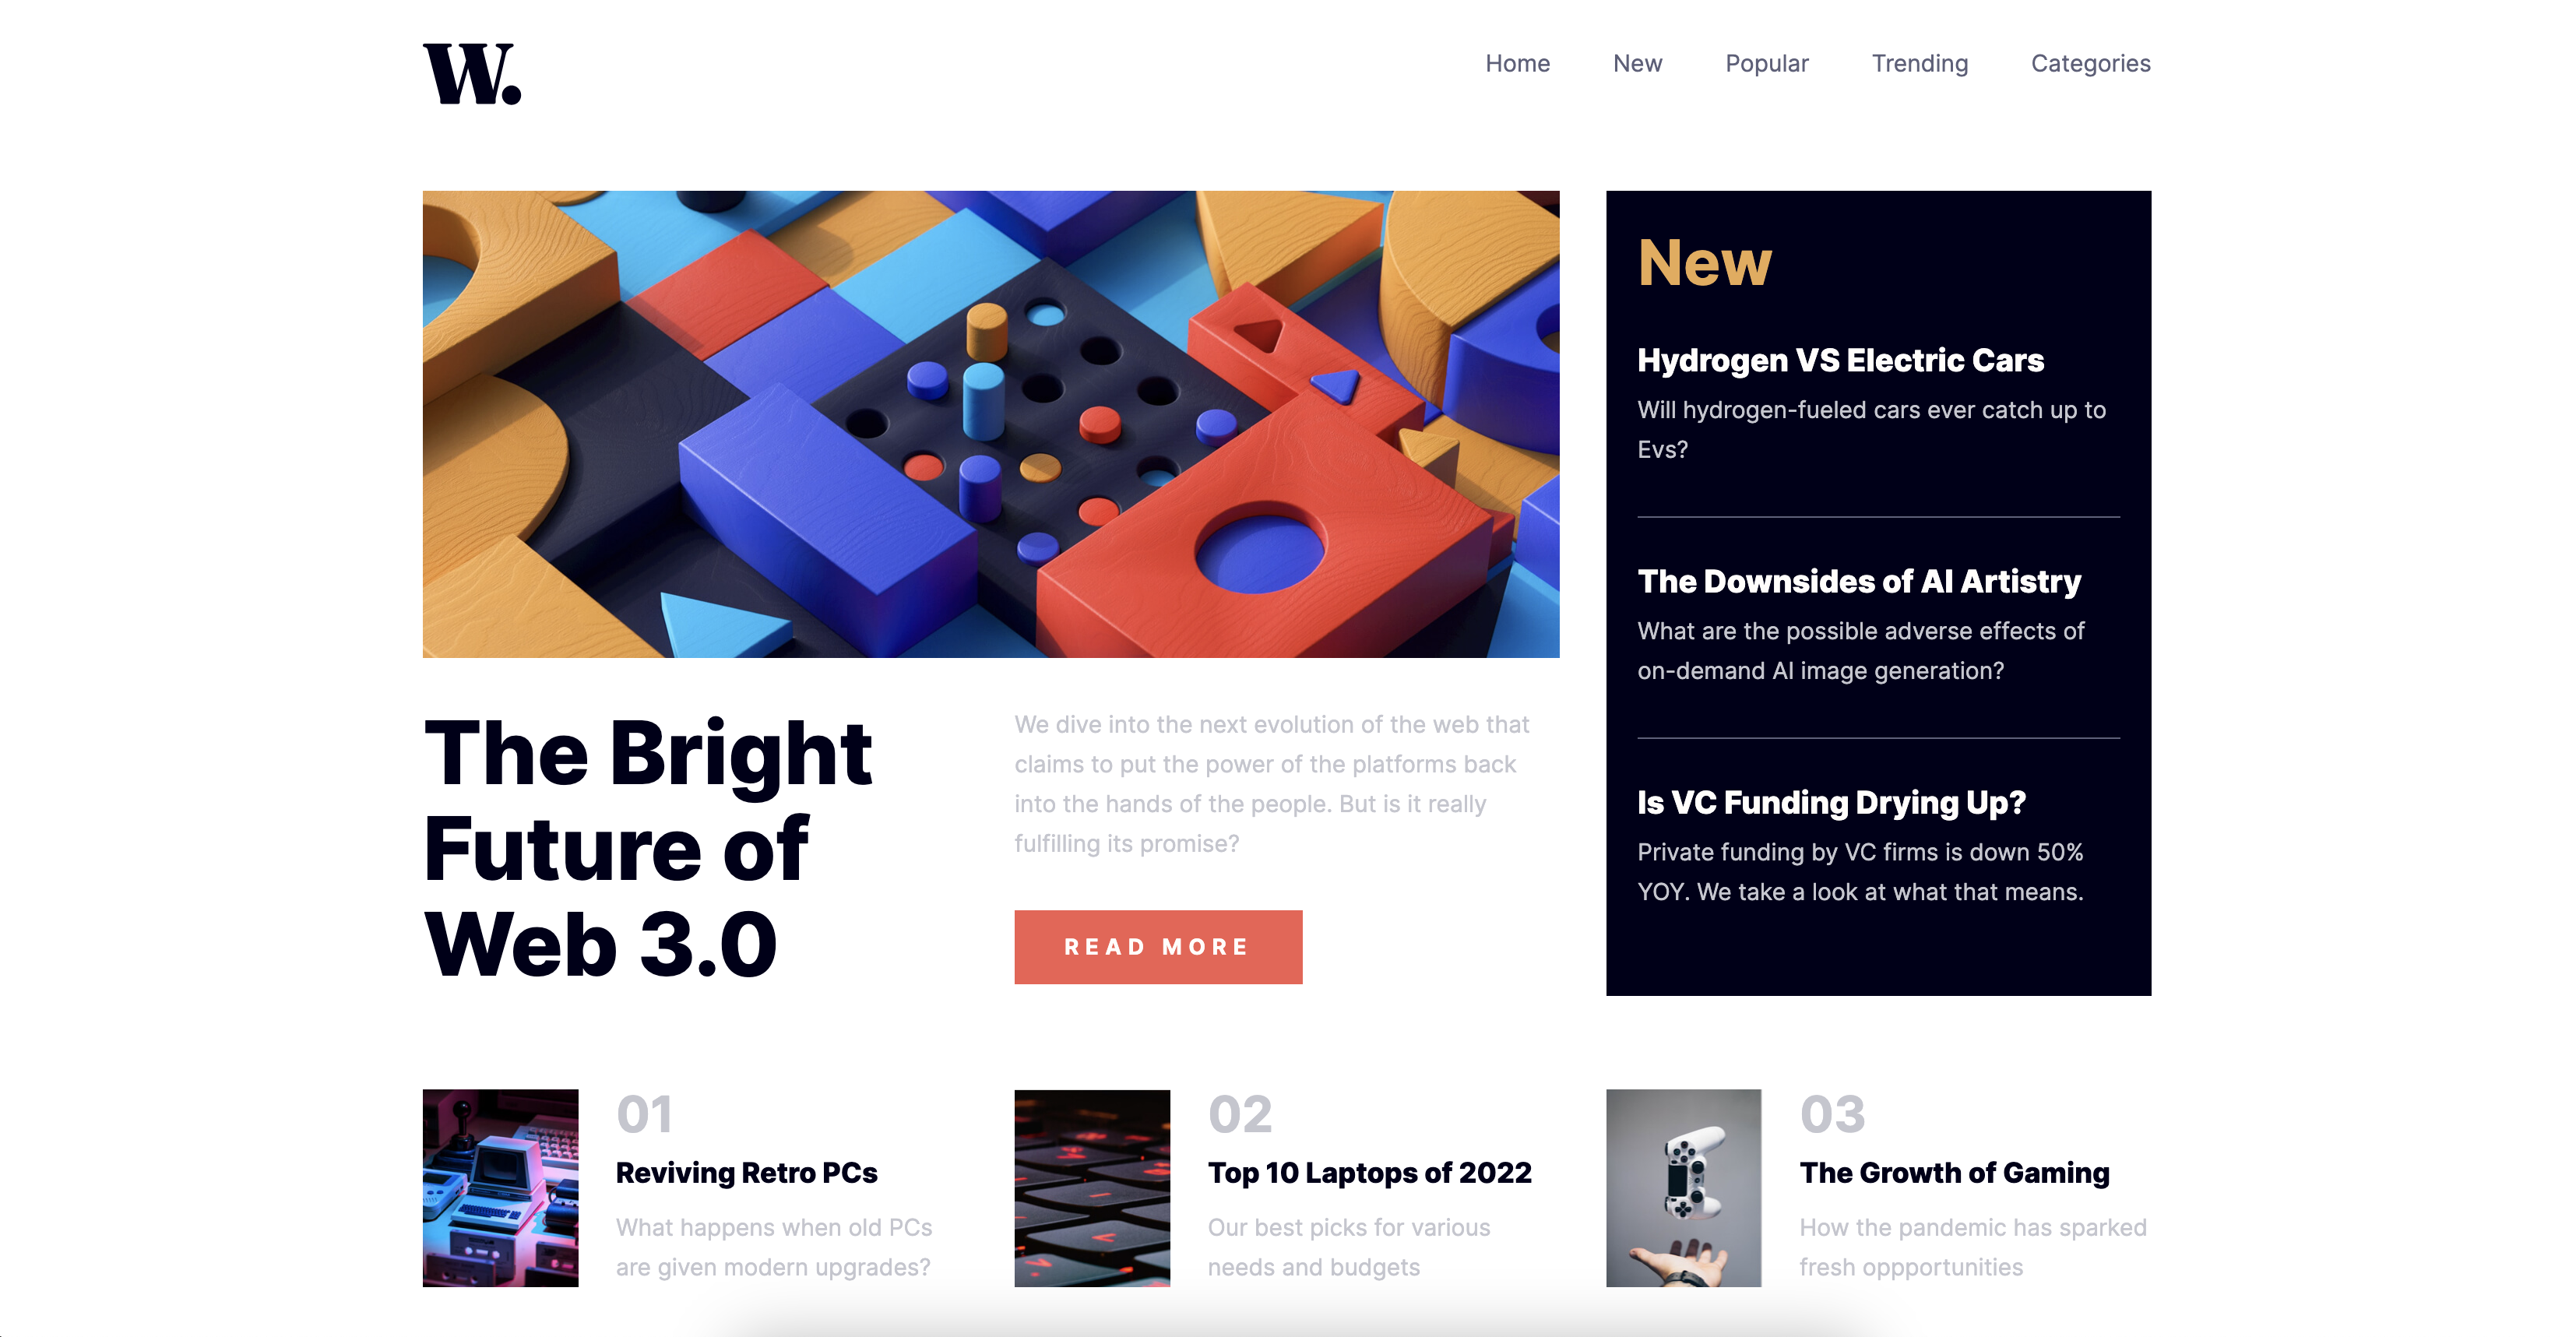 W.
Home New Popular Trending Categories
The Bright
Future of
Web 3.0
We dive into the next evolution of the web that
claims to put the power of the platforms back
into the hands of the people. But is it really
fulfilling its promise?
READ MORE
New
Hydrogen VS Electric Cars
Will hydrogen-fueled cars ever catch up to
Evs?
The Downsides of AI Artistry
What are the possible adverse effects of
on-demand AI image generation?
Is VC Funding Drying Up?
Private funding by VC firms is down 50%
YOY. We take a look at what that means.
01
Reviving Retro PCs
What happens when old PCs
are given modern upgrades?
02
Top 10 Laptops of 2022
Our best picks for various
needs and budgets
03
The Growth of Gaming
How the pandemic has sparked
fresh oppportunities